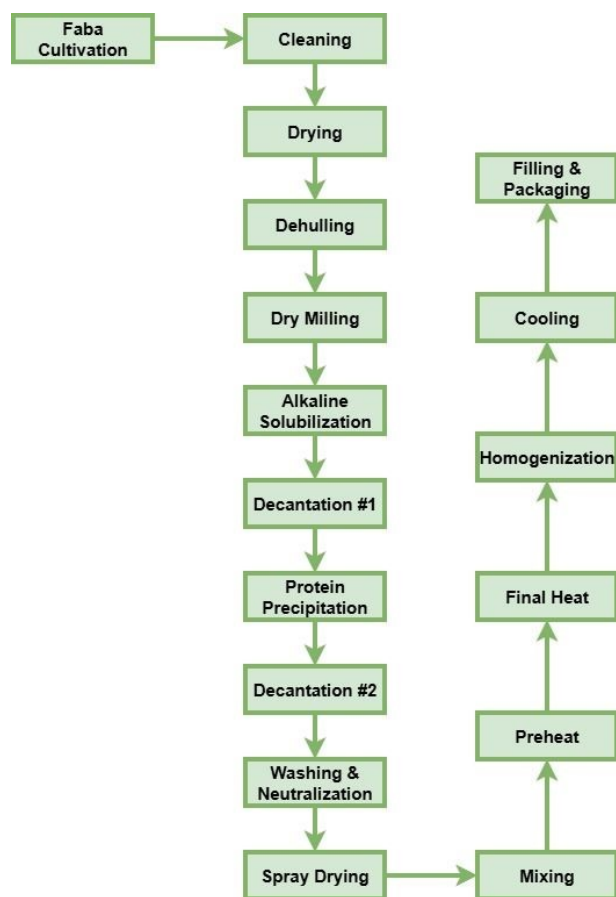 Faba
Cultivation
Cleaning
Drying
Dehulling
Dry Milling
Alkaline
Solubilization
Decantation #1
Protein
Precipitation
Decantation #2
Washing &
Neutralization
Spray Drying
Mixing
Preheat
Final Heat
Homogenization
Cooling
Filling &
Packaging